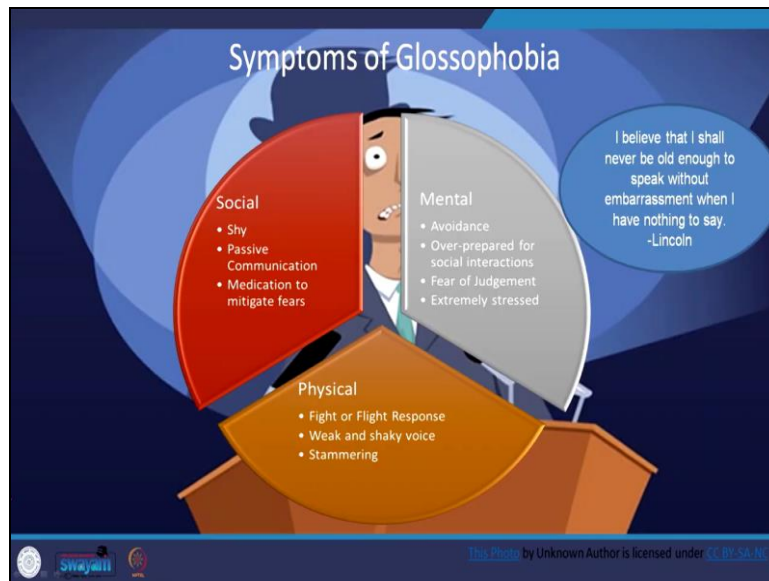 Symptoms of Glossophobia
Social
• Shy
• Passive
Communication
• Medication to
mitigate fears
Mental
• Avoidance
• Over-prepared for
social interactions
• Fear of Judgement
• Extremely stressed
Physical
• Fight or Flight Response
• Weak and shaky voice
• Stammering
I believe that I shall
never be old enough to
speak without
embarrassment when I
have nothing to say.
-Lincoln
swayam
This Photo by Unknown Author is licensed under CC BY-SA-NC